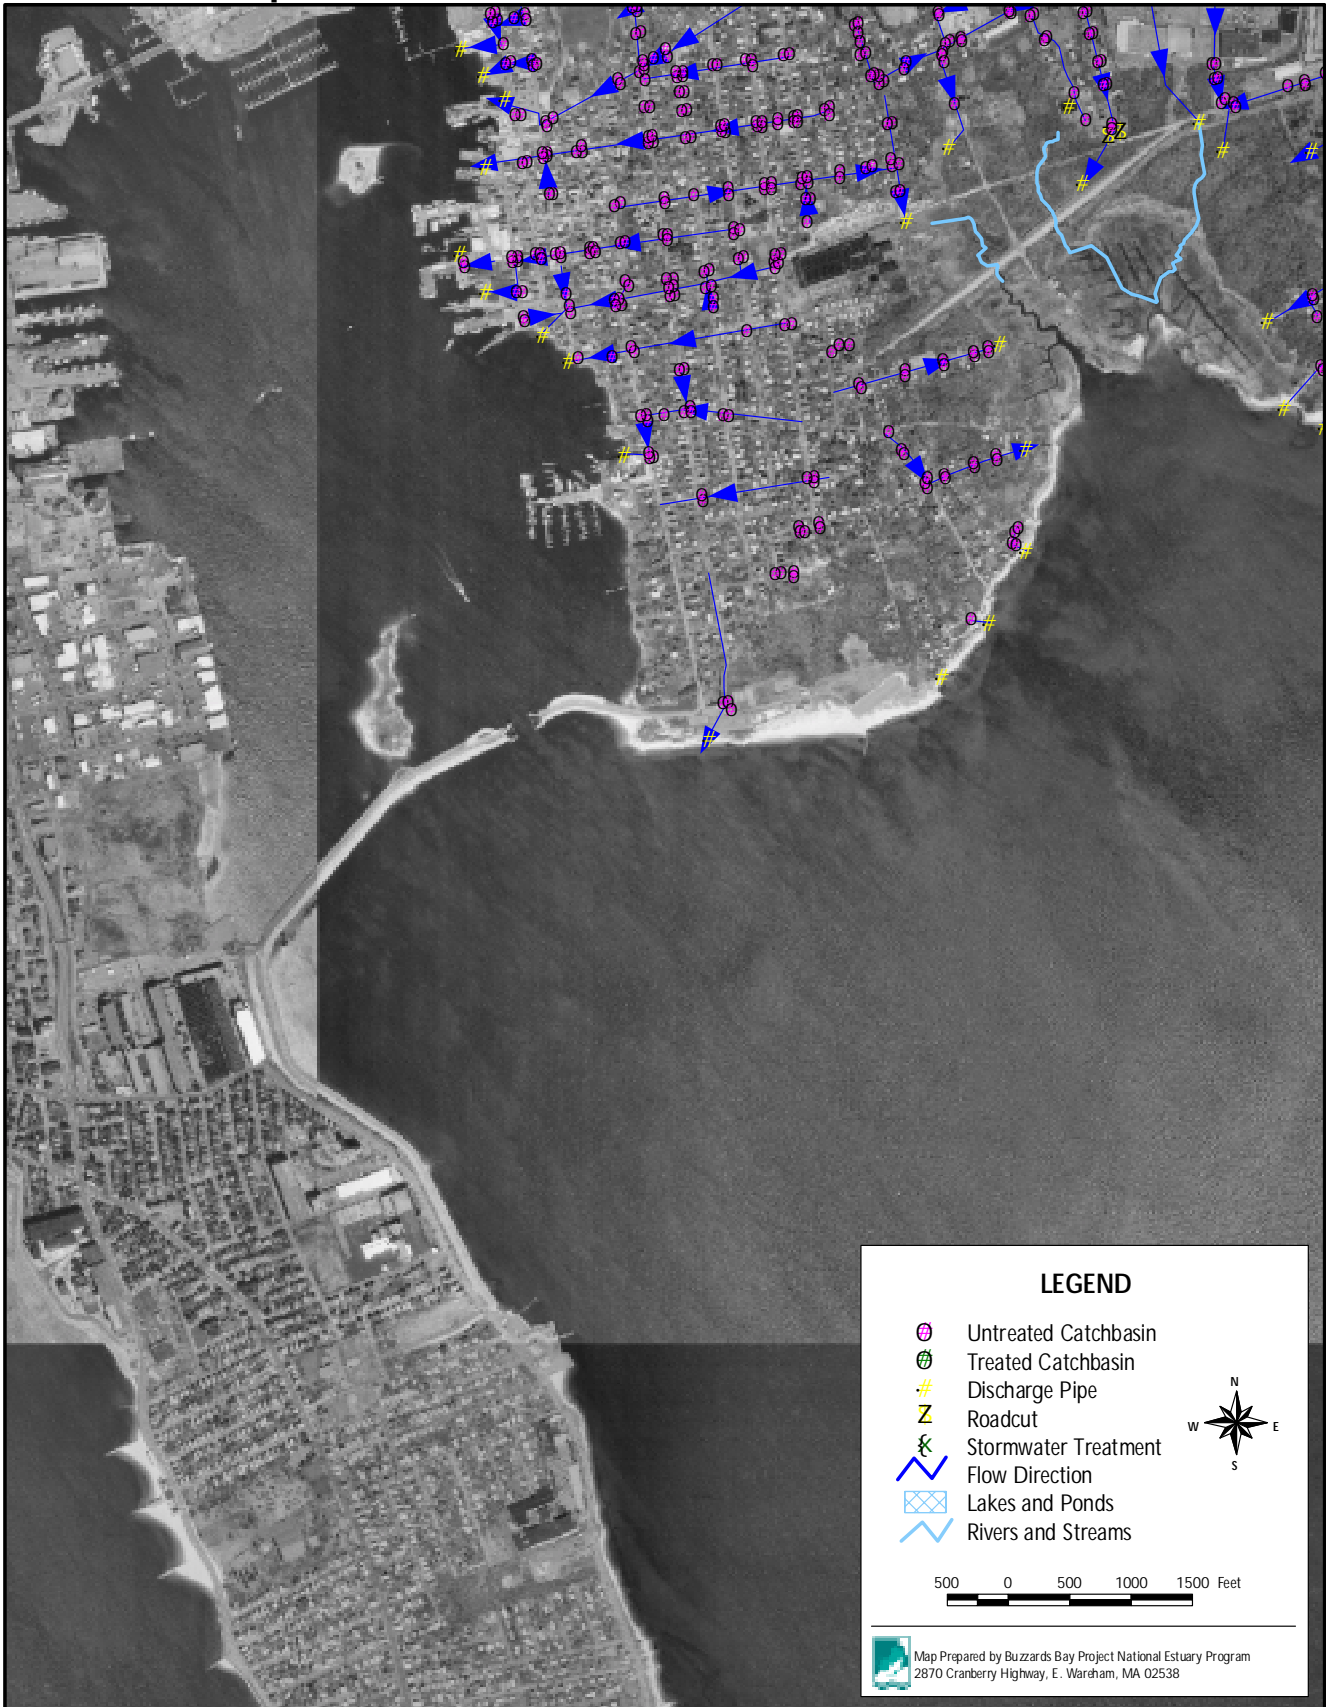 LEGEND
Untreated Catchbasin
Treated Catchbasin
Discharge Pipe
Roadcut
Stormwater Treatment
Flow Direction
Lakes and Ponds
Rivers and Streams
N
W E
S
500 0 500 1000 1500 Feet
Map Prepared by Buzzards Bay Project National Estuary Program
2870 Cranberry Highway, E. Wareham, MA 02538